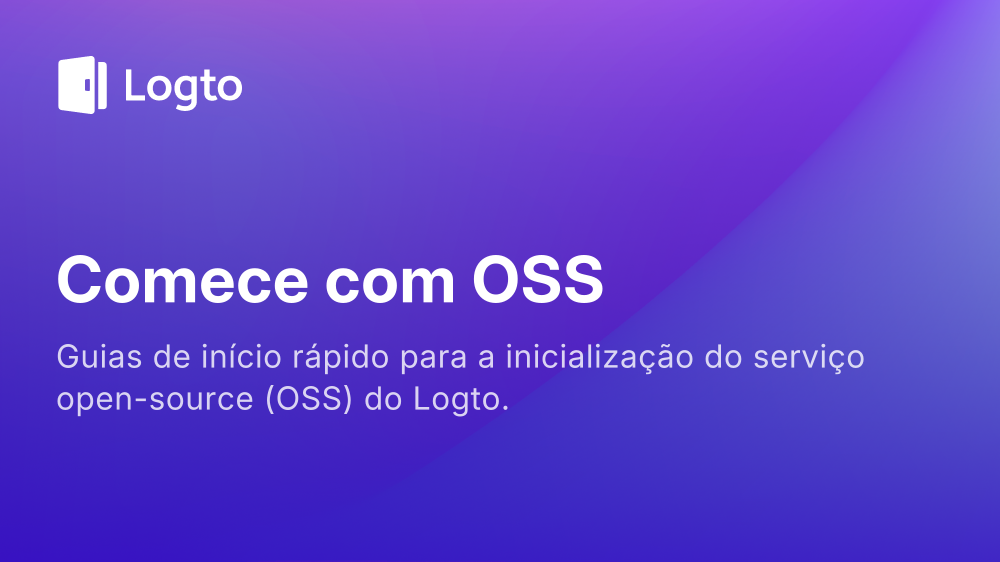 Logto
Comece com OSS
Guias de início rápido para a inicialização do serviço
open-source (OSS) do Logto.